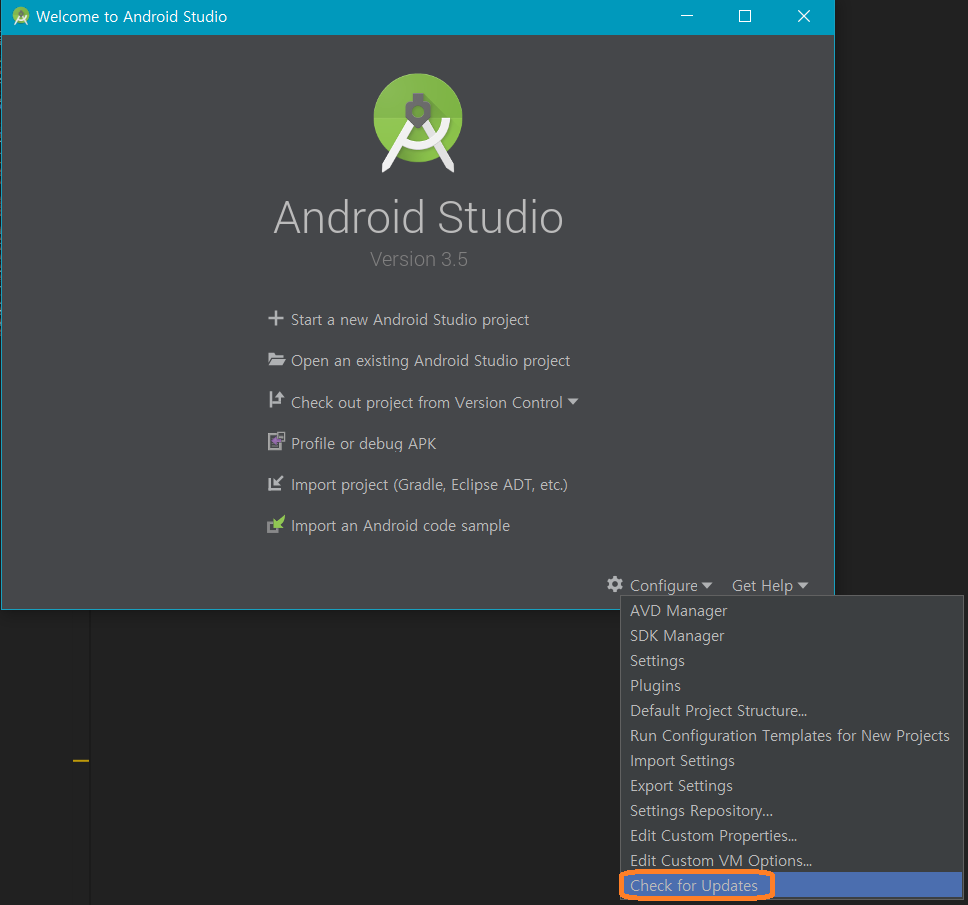 Welcome to Android Studio
Android Studio
Version 3.5
Start a new Android Studio project
Open an existing Android Studio project
Check out project from Version Control
Profile or debug APK
Import project (Gradle, Eclipse ADT, etc.)
Import an Android code sample
Configure Get Help
AVD Manager
SDK Manager
Settings
Plugins
Default Project Structure...
Run Configuration Templates for New Projects
Import Settings
Export Settings
Settings Repository...
Edit Custom Properties...
Edit Custom VM Options...
Check for Updates